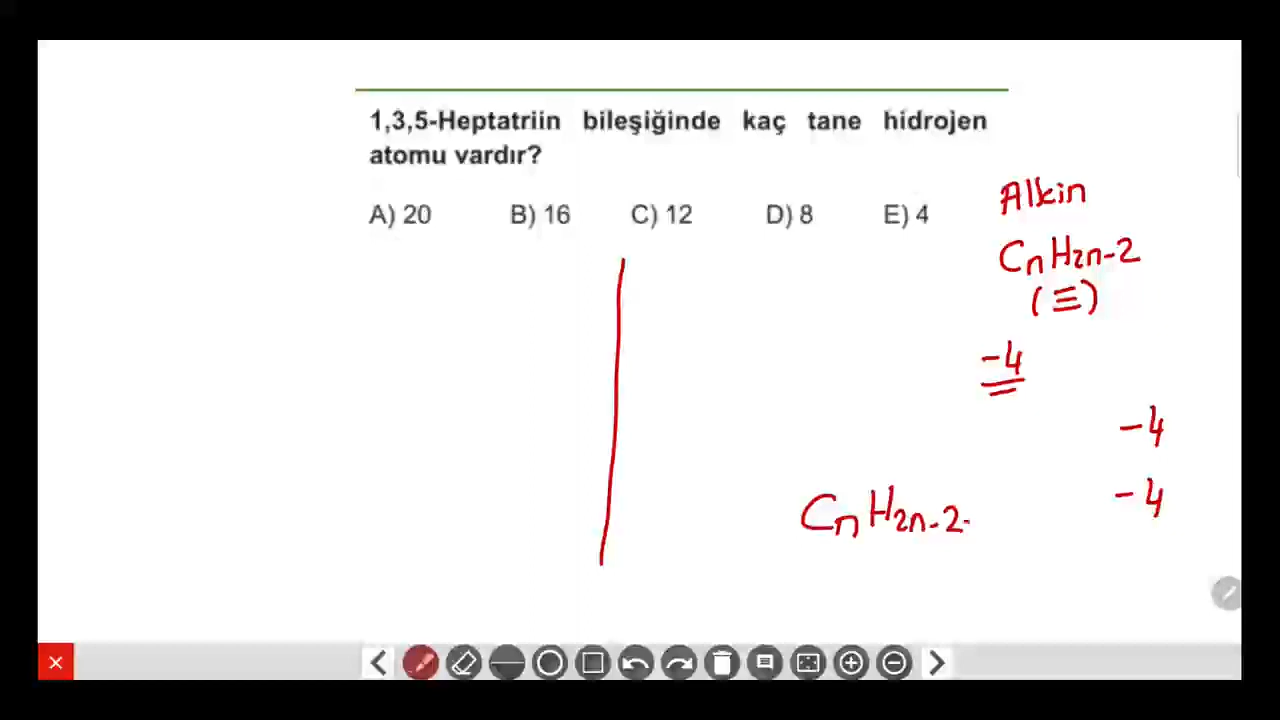 1,3,5-Heptatriin bileşiğinde kaç tane hidrojen
atomu vardır?
A) 20 B) 16 C) 12 D) 8 E) 4
Alkin
CnH2n-2
(≡)
-4
-4
-4
CnH2n-2-